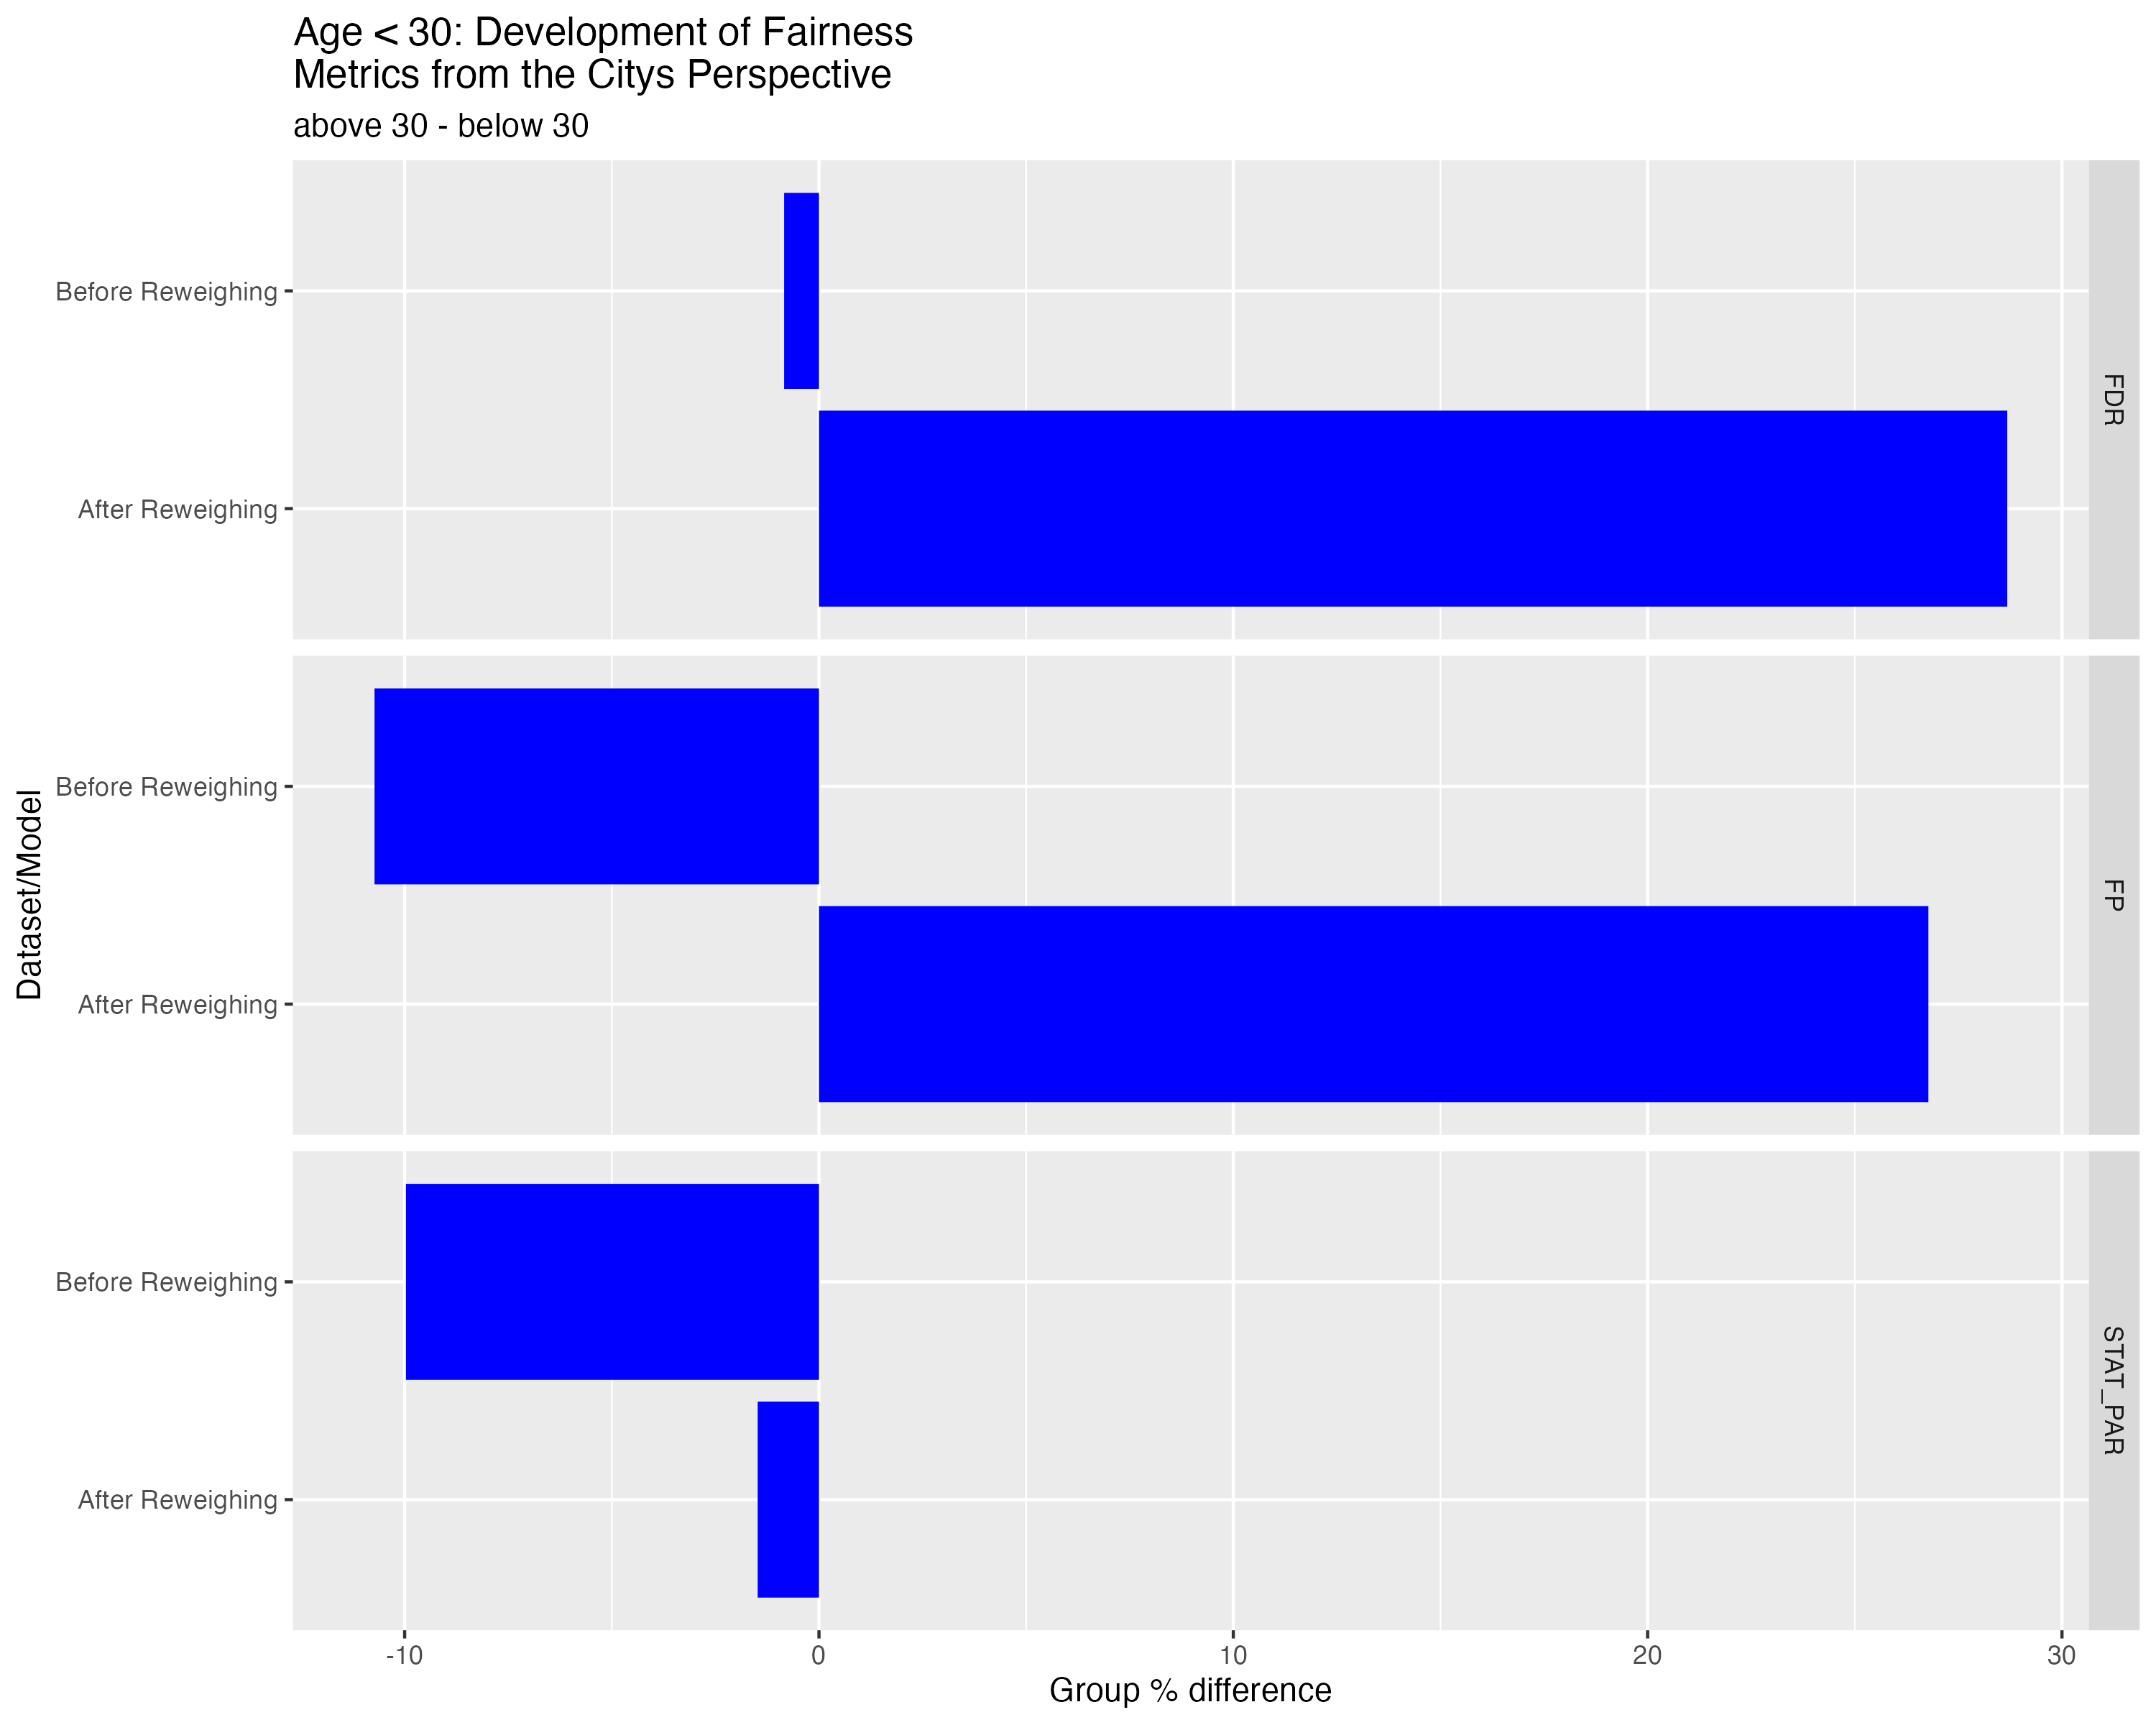 Age < 30: Development of Fairness
Metrics from the Citys Perspective
above 30 - below 30
Before Reweighing
After Reweighing
FDR
Before Reweighing
After Reweighing
FP
Before Reweighing
After Reweighing
STAT_PAR
Dataset/Model
-10
0
10
20
30
Group % difference